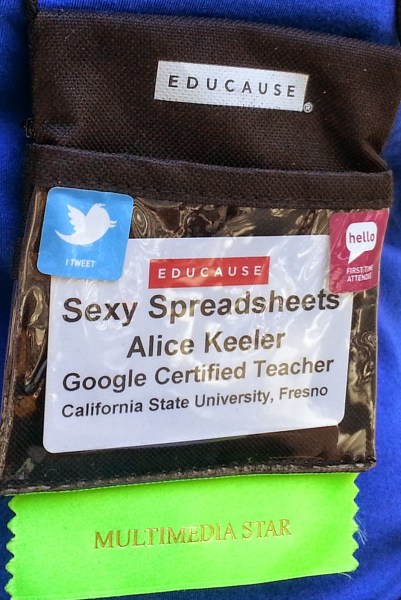 EDUCAUSE®
I TWEET
hello
FIRST TIME
ATTENDEE
EDUCAUSE
Sexy Spreadsheets
Alice Keeler
Google Certified Teacher
California State University, Fresno
MULTIMEDIA STAR